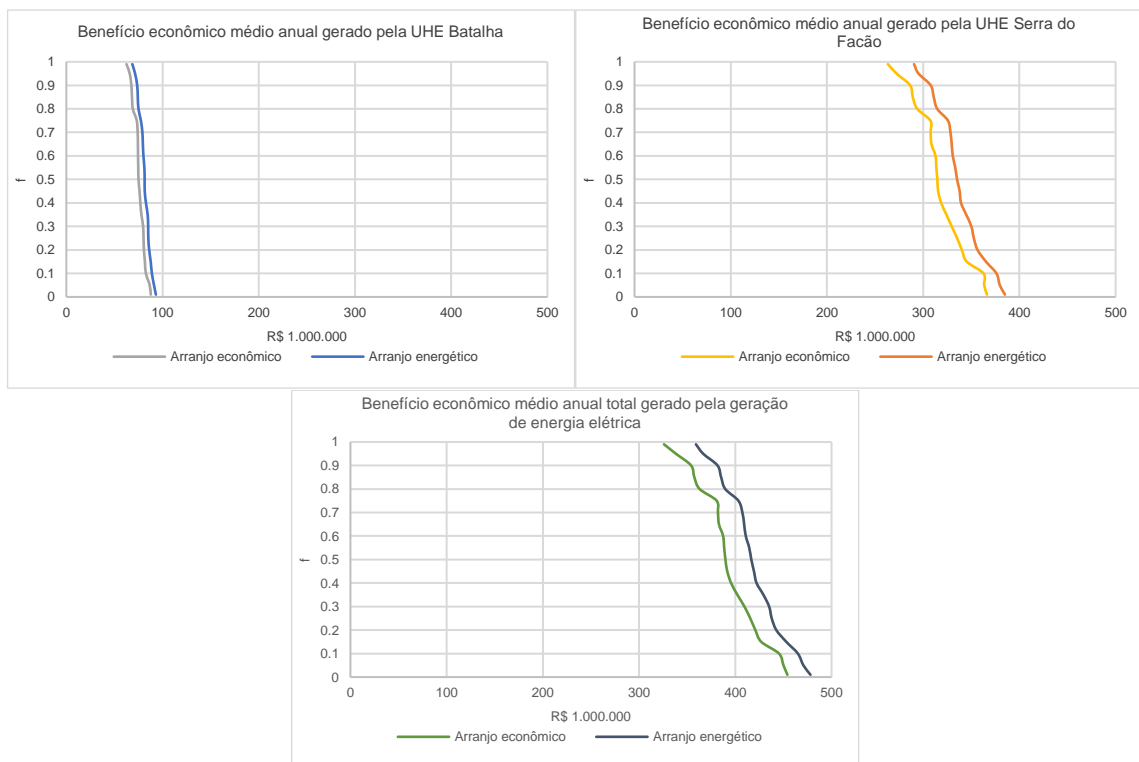 Benefício econômico médio anual gerado pela UHE Batalha
1
0.9
0.8
0.7
0.6
0.5
0.4
0.3
0.2
0.1
0
f
0 100 200 300 400 500
R$ 1.000.000
Arranjo econômico Arranjo energético
Benefício econômico médio anual gerado pela UHE Serra do
Facão
1
0.9
0.8
0.7
0.6
0.5
0.4
0.3
0.2
0.1
0
f
0 100 200 300 400 500
R$ 1.000.000
Arranjo econômico Arranjo energético
Benefício econômico médio anual total gerado pela geração
de energia elétrica
1
0.9
0.8
0.7
0.6
0.5
0.4
0.3
0.2
0.1
0
f
0 100 200 300 400 500
R$ 1.000.000
Arranjo econômico Arranjo energético